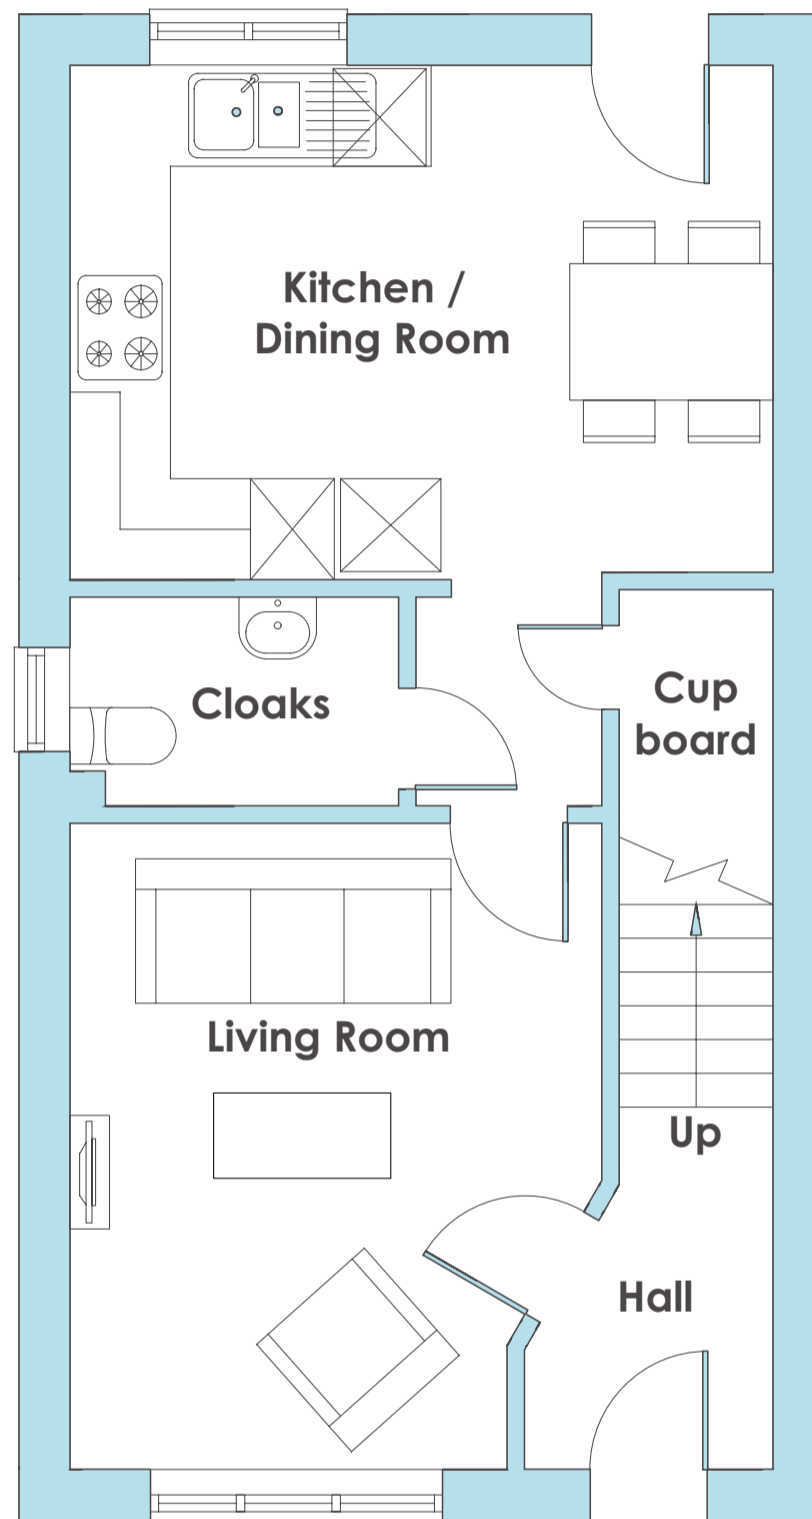 Kitchen /
Dining Room
Cloaks
Cup
board
Living Room
Up
Hall